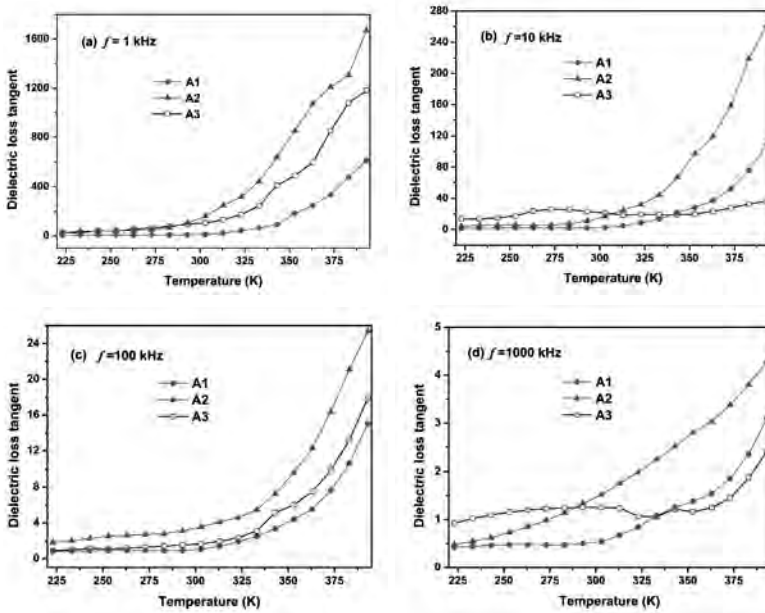 (a) f = 1 kHz
A1
A2
A3
Dielectric loss tangent
1600
1200
800
400
0
225 250 275 300 325 350 375
Temperature (K)
(b) f =10 kHz
A1
A2
A3
Dielectric loss tangent
280
240
200
160
120
80
40
0
225 250 275 300 325 350 375
Temperature (K)
(c) f =100 kHz
A1
A2
A3
Dielectric loss tangent
24
20
16
12
8
4
0
225 250 275 300 325 350 375
Temperature (K)
(d) f =1000 kHz
A1
A2
A3
Dielectric loss tangent
5
4
3
2
1
0
225 250 275 300 325 350 375
Temperature (K)